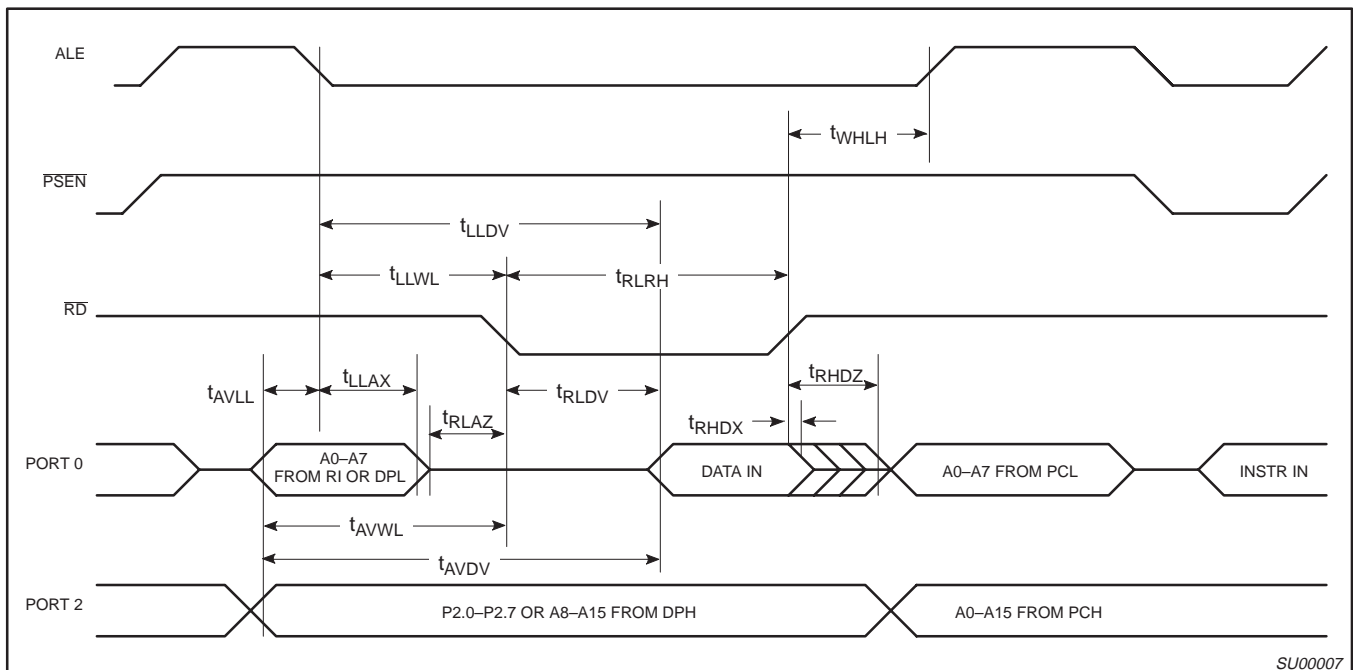 ALE
tWHLH
PSEN
tLLDV
tLLWL
tRLRH
RD
tAVLL
tLLAX
tRLDV
tRHDZ
tRLAZ
tRHDX
PORT 0
A0–A7
FROM RI OR DPL
DATA IN
A0–A7 FROM PCL
INSTR IN
tAVWL
tAVDV
PORT 2
P2.0–P2.7 OR A8–A15 FROM DPH
A0–A15 FROM PCH
SU00007